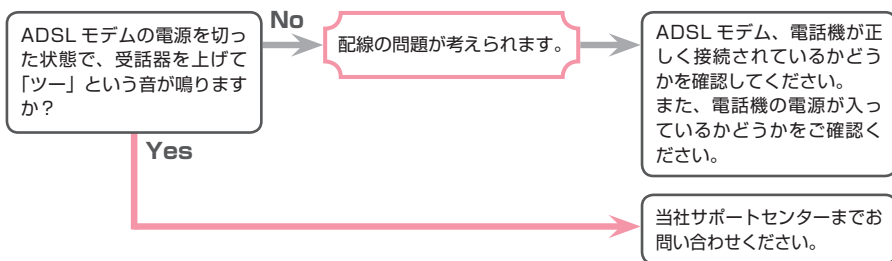 ADSL モデムの電源を切っ
た状態で、受話器を上げて
「ツー」という音が鳴ります
か？
No
配線の問題が考えられます。
ADSL モデム、電話機が正
しく接続されているかどう
かを確認してください。
また、電話機の電源が入っ
ているかどうかをご確認く
ださい。
Yes
当社サポートセンターまでお
問い合わせください。